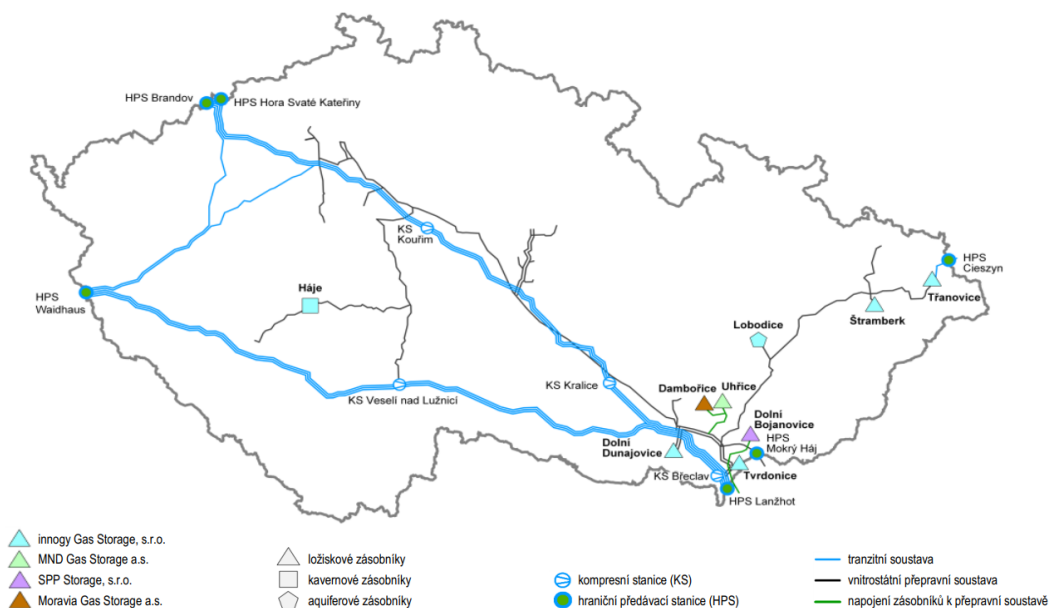 HPS Brandov
HPS Hora Svaté Kateřiny
KS
Kouřim
HPS
Cieszyn
HPS
Waidhaus
Háje
Třanovice
Štramberk
Lobodice
KS Kralice
Dambořice
Uhřice
KS Veselí nad Lužnicí
Dolní
Bojanovice
HPS
Mokrý Háj
Dolní
Dunajovice
KS Břeclav
Tvrdonice
HPS Lanžhot
innogy Gas Storage, s.r.o.
MND Gas Storage a.s.
SPP Storage, s.r.o.
Moravia Gas Storage a.s.
ložiskové zásobníky
kavernové zásobníky
aquiferové zásobníky
kompresní stanice (KS)
hraniční předávací stanice (HPS)
tranzitní soustava
vnitrostátní přepravní soustava
napojení zásobníků k přepravní soustavě